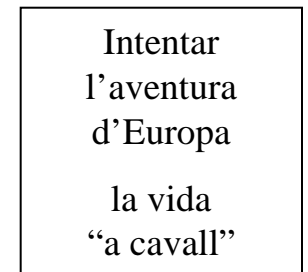 Intentar
l’aventura
d’Europa
la vida
“a cavall”